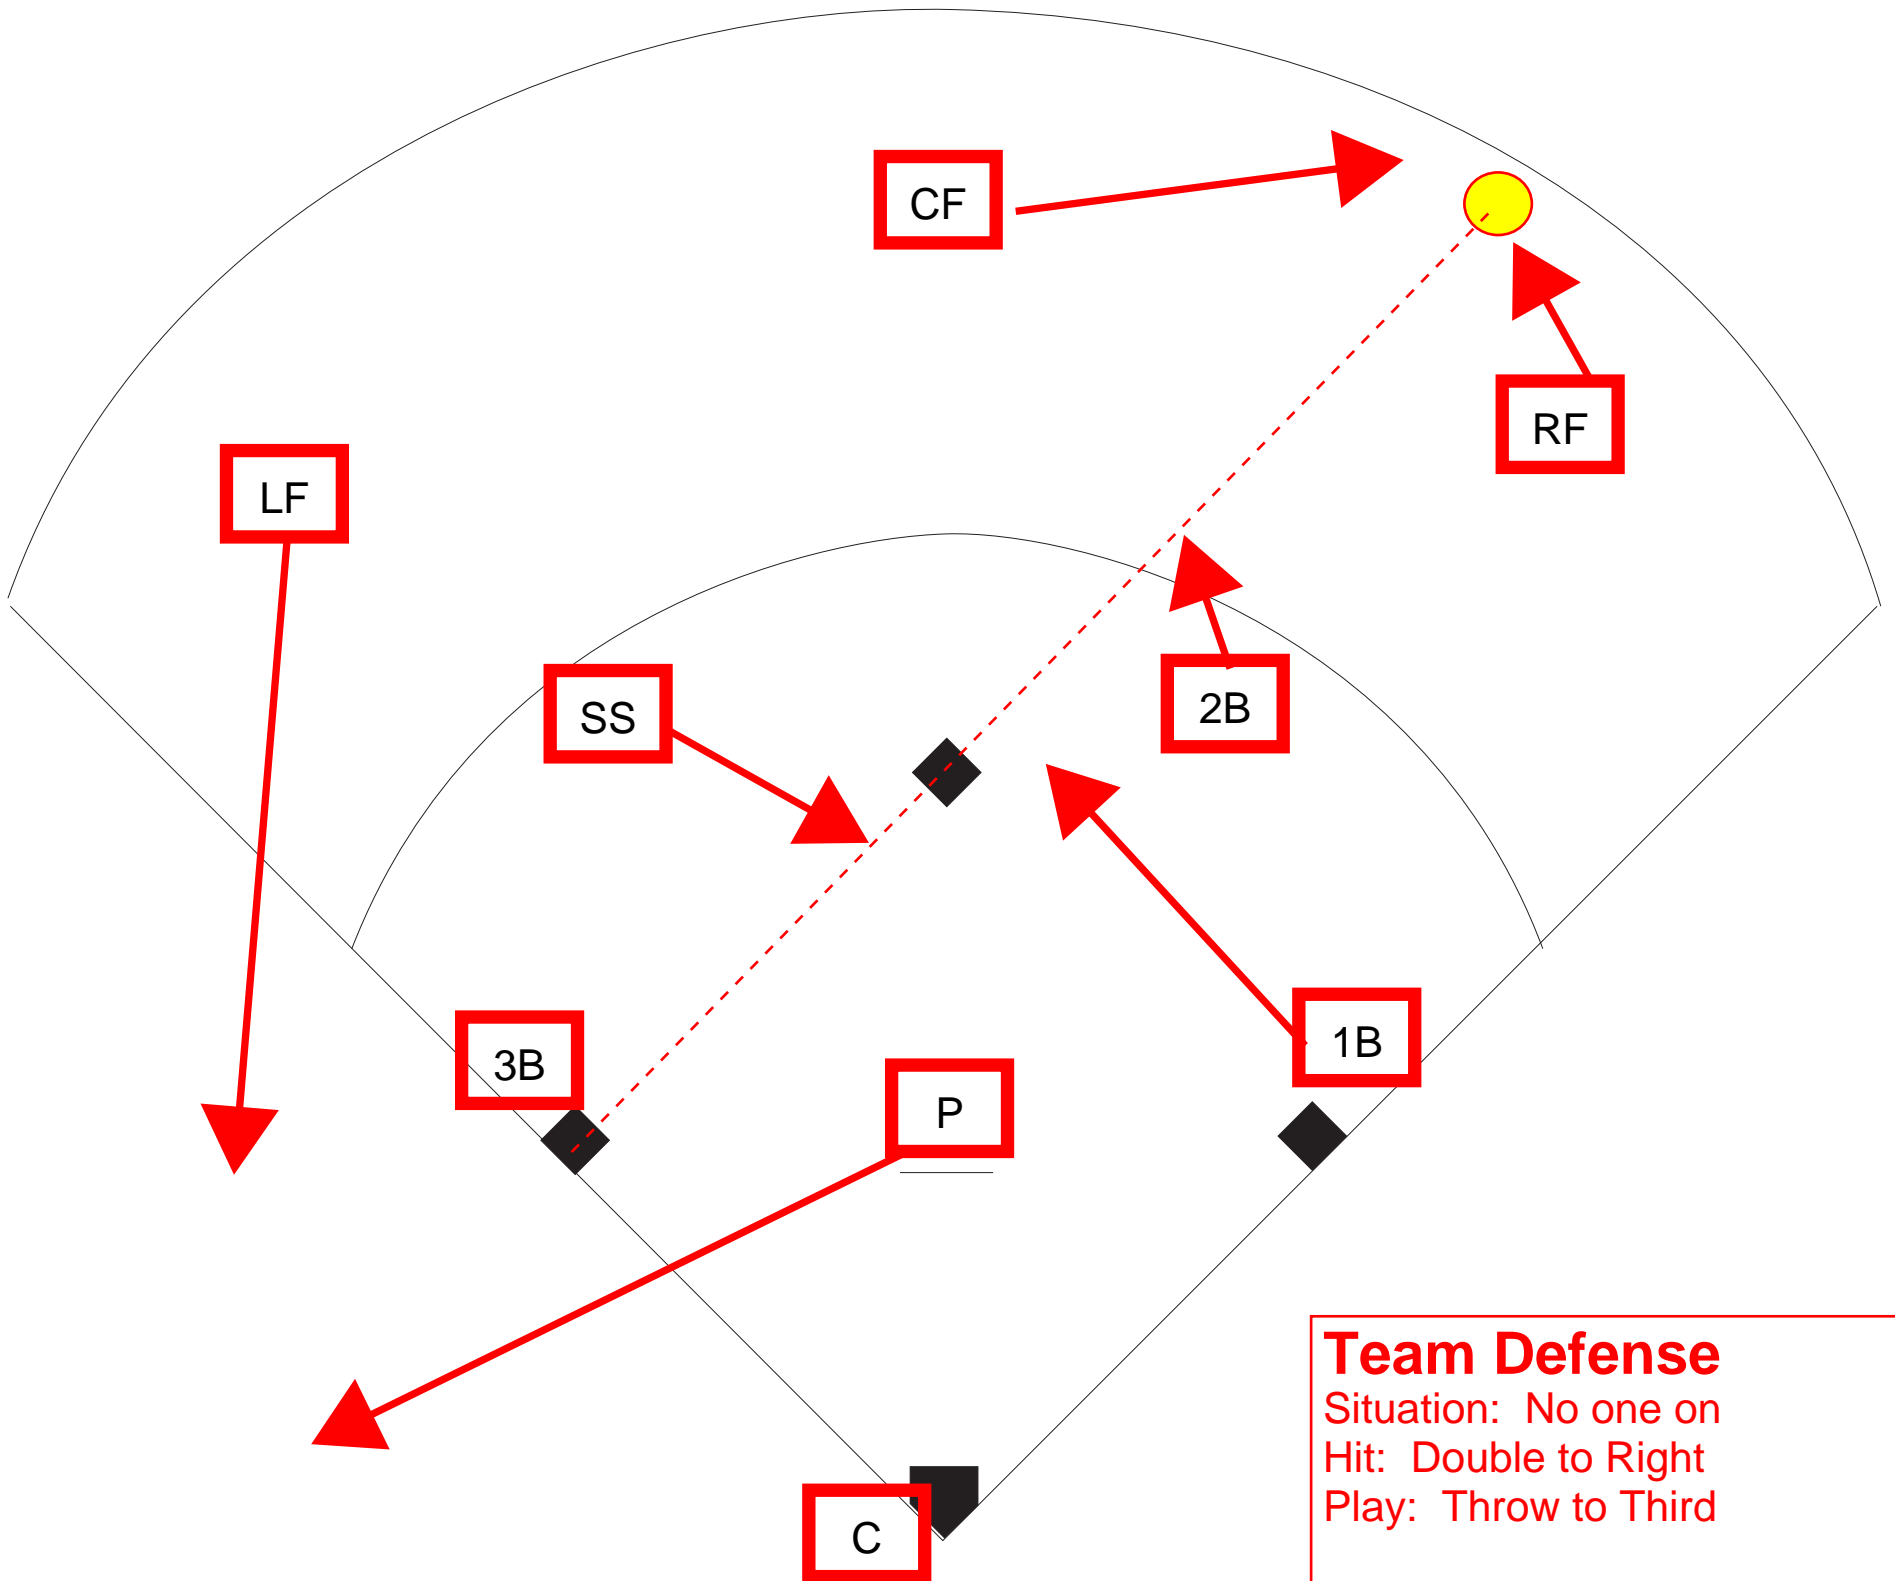 CF
RF
LF
SS
2B
1B
3B
P
C
Team Defense
Situation:  No one on
Hit:  Double to Right
Play:  Throw to Third